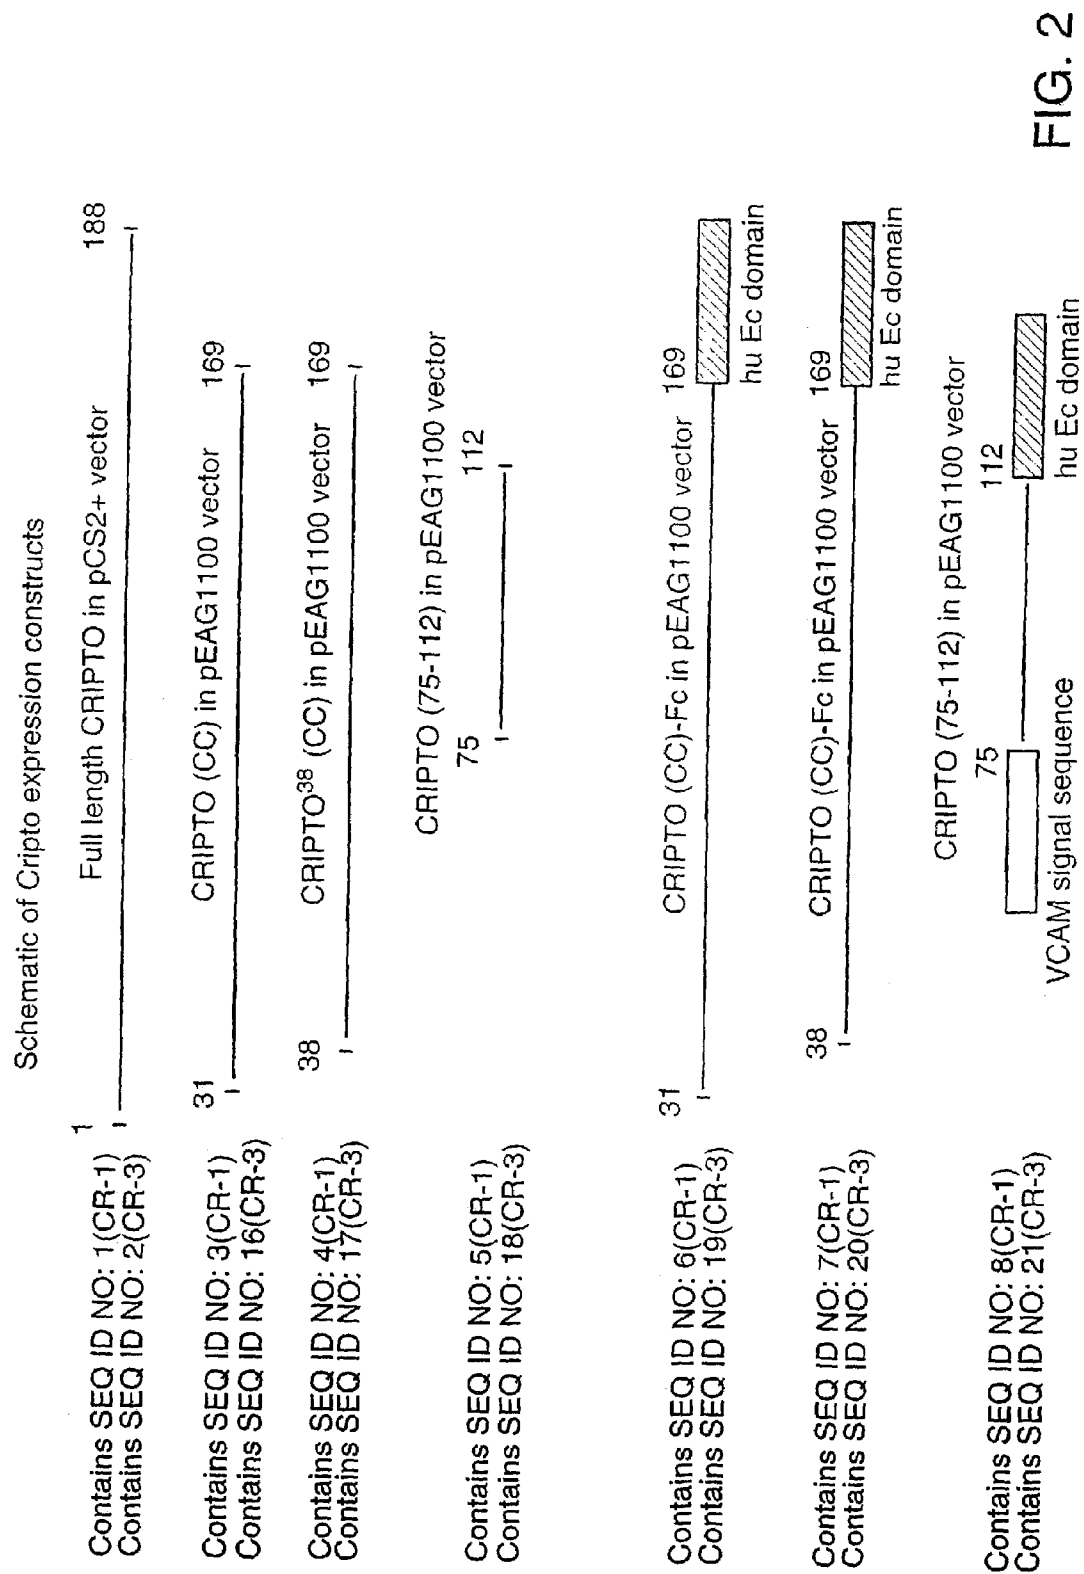 Schematic of Cripto expression constructs
Full length CRIPTO in pCS2+ vector
1
188
Contains SEQ ID NO: 1(CR-1)
Contains SEQ ID NO: 2(CR-3)
CRIPTO (CC) in pEAG1100 vector
31
169
Contains SEQ ID NO: 3(CR-1)
Contains SEQ ID NO: 16(CR-3)
CRIPTO³⁸ (CC) in pEAG1100 vector
38
169
Contains SEQ ID NO: 4(CR-1)
Contains SEQ ID NO: 17(CR-3)
CRIPTO (75-112) in pEAG1100 vector
75
112
Contains SEQ ID NO: 5(CR-1)
Contains SEQ ID NO: 18(CR-3)
CRIPTO (CC)-Fc in pEAG1100 vector
31
169
Contains SEQ ID NO: 6(CR-1)
Contains SEQ ID NO: 19(CR-3)
hu Ec domain
CRIPTO (CC)-Fc in pEAG1100 vector
38
169
Contains SEQ ID NO: 7(CR-1)
Contains SEQ ID NO: 20(CR-3)
hu Ec domain
CRIPTO (75-112) in pEAG1100 vector
75
112
Contains SEQ ID NO: 8(CR-1)
Contains SEQ ID NO: 21(CR-3)
VCAM signal sequence
hu Ec domain
FIG. 2